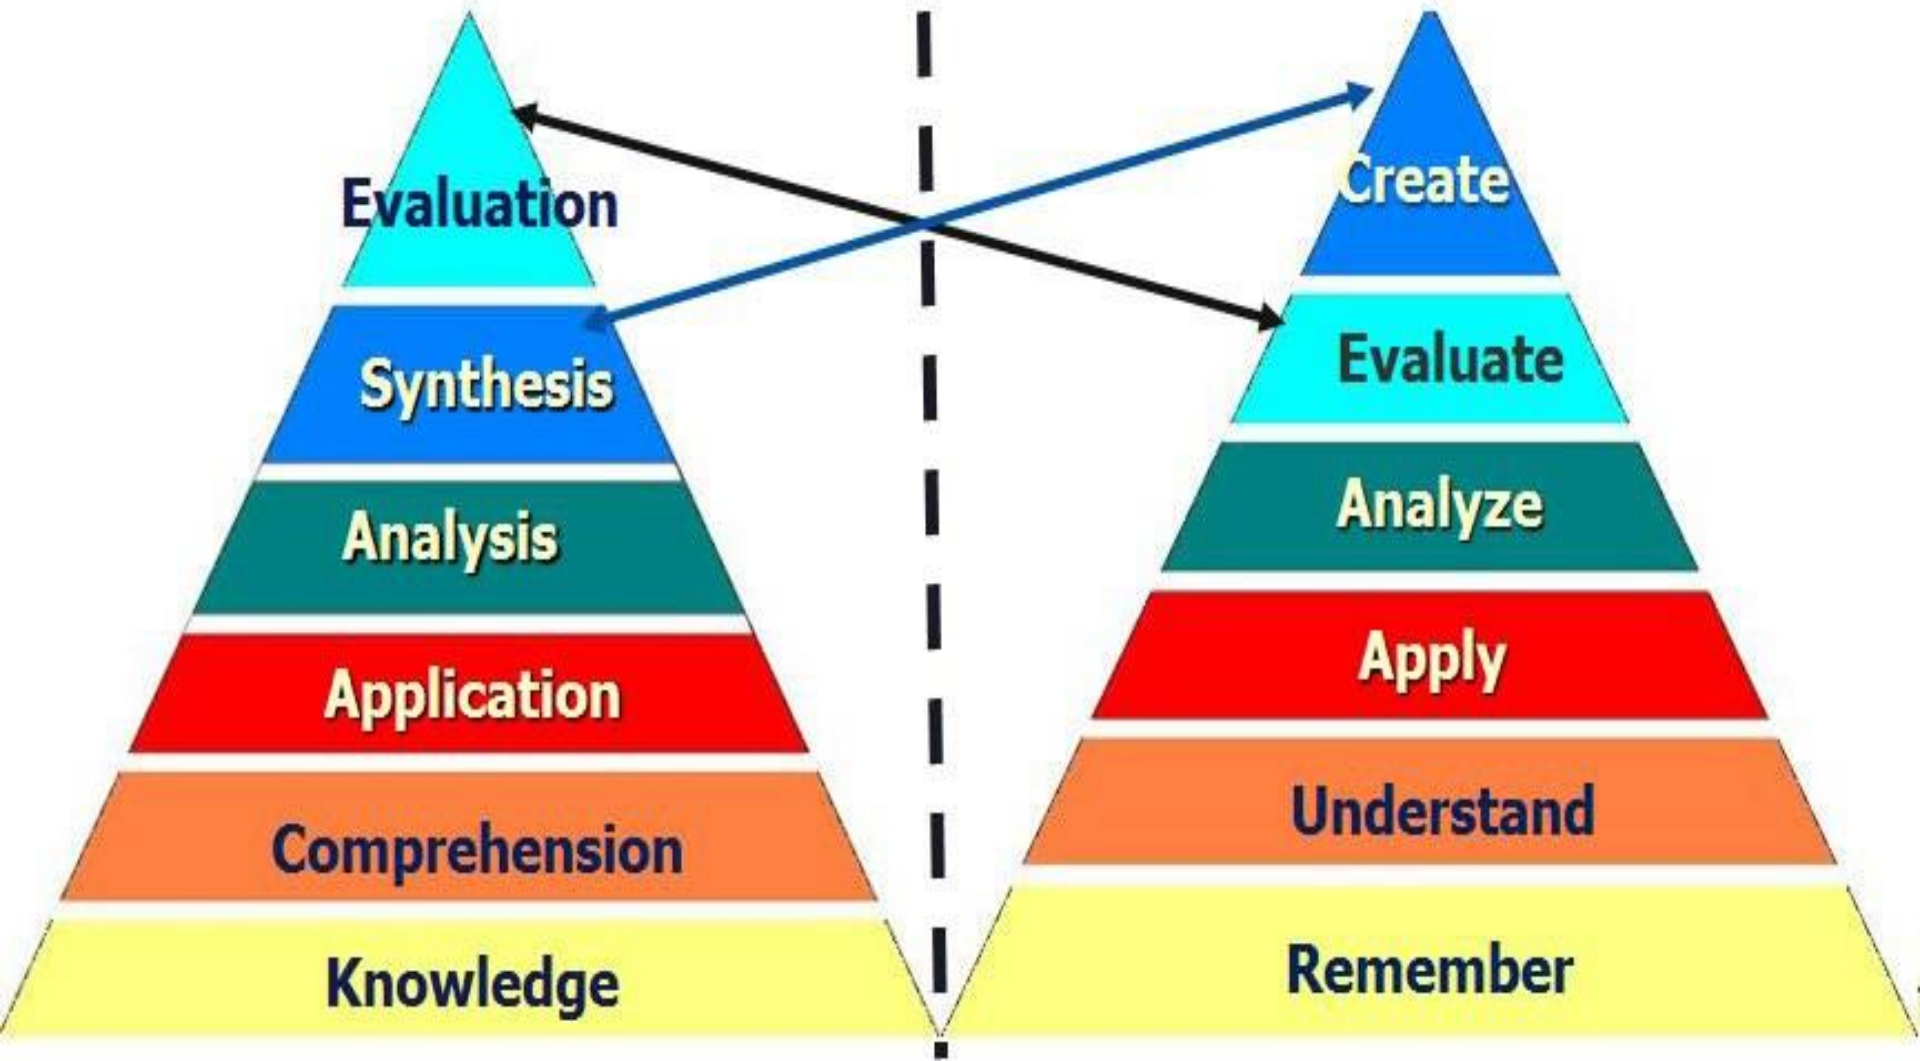 Evaluation
Synthesis
Analysis
Application
Comprehension
Knowledge
Create
Evaluate
Analyze
Apply
Understand
Remember